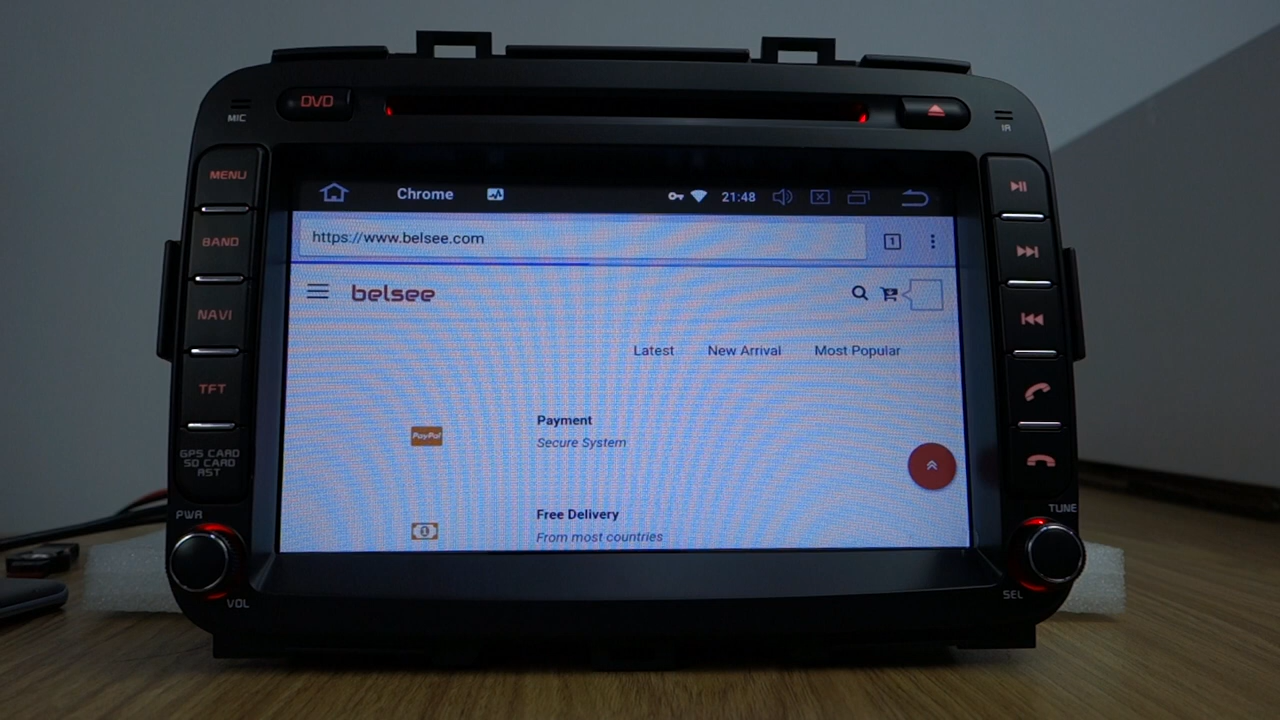 DVD
MIC
IR
MENU
BAND
NAVI
TFT
GPS CARD
SD CARD
RST
PWR
VOL
TUNE
SEL
Chrome
21:48
https://www.belsee.com
1
belsee
Latest New Arrival Most Popular
PayPal
Payment
Secure System
Free Delivery
From most countries